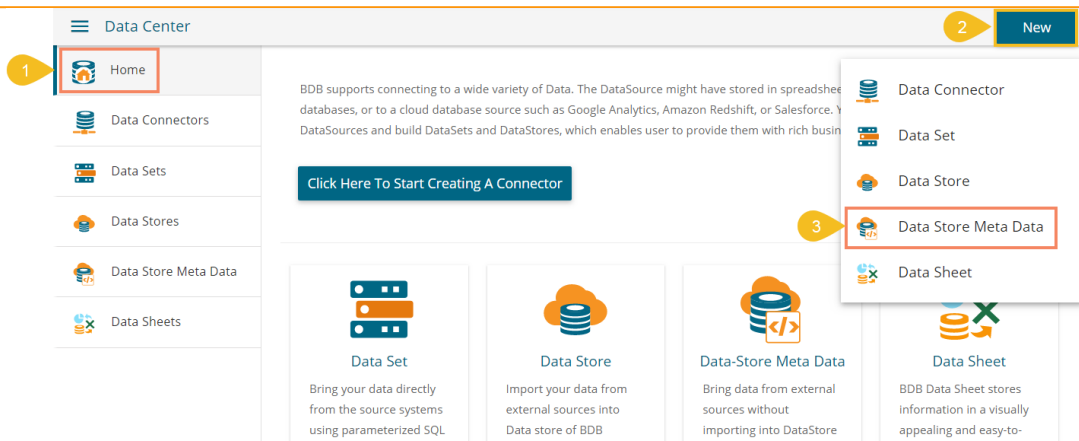 Data Center
2
New
1
Home
Data Connectors
Data Sets
Data Stores
Data Store Meta Data
Data Sheets
BDB supports connecting to a wide variety of Data. The DataSource might have stored in spreadshee
databases, or to a cloud database source such as Google Analytics, Amazon Redshift, or Salesforce.
DataSources and build DataSets and DataStores, which enables user to provide them with rich busin
Click Here To Start Creating A Connector
Data Connector
Data Set
Data Store
3
Data Store Meta Data
Data Sheet
Data Set
Bring your data directly
from the source systems
using parameterized SQL
Data Store
Import your data from
external sources into
Data store of BDB
Data-Store Meta Data
Bring data from external
sources without
importing into DataStore
Data Sheet
BDB Data Sheet stores
information in a visually
appealing and easy-to-